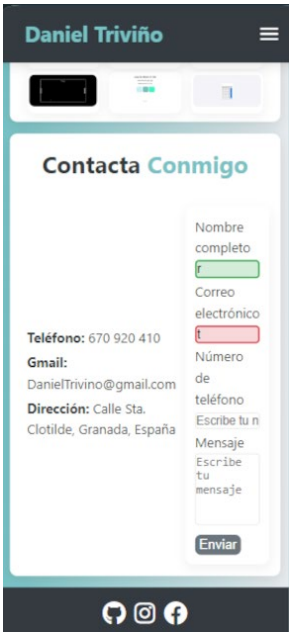 Daniel Triviño
Contacta Conmigo
Teléfono: 670 920 410
Gmail:
DanielTrivino@gmail.com
Dirección: Calle Sta.
Clotilde, Granada, España
Nombre
completo
r
Correo
electrónico
t
Número
de
teléfono
Escribe tu n
Mensaje
Escribe
tu
mensaje
Enviar